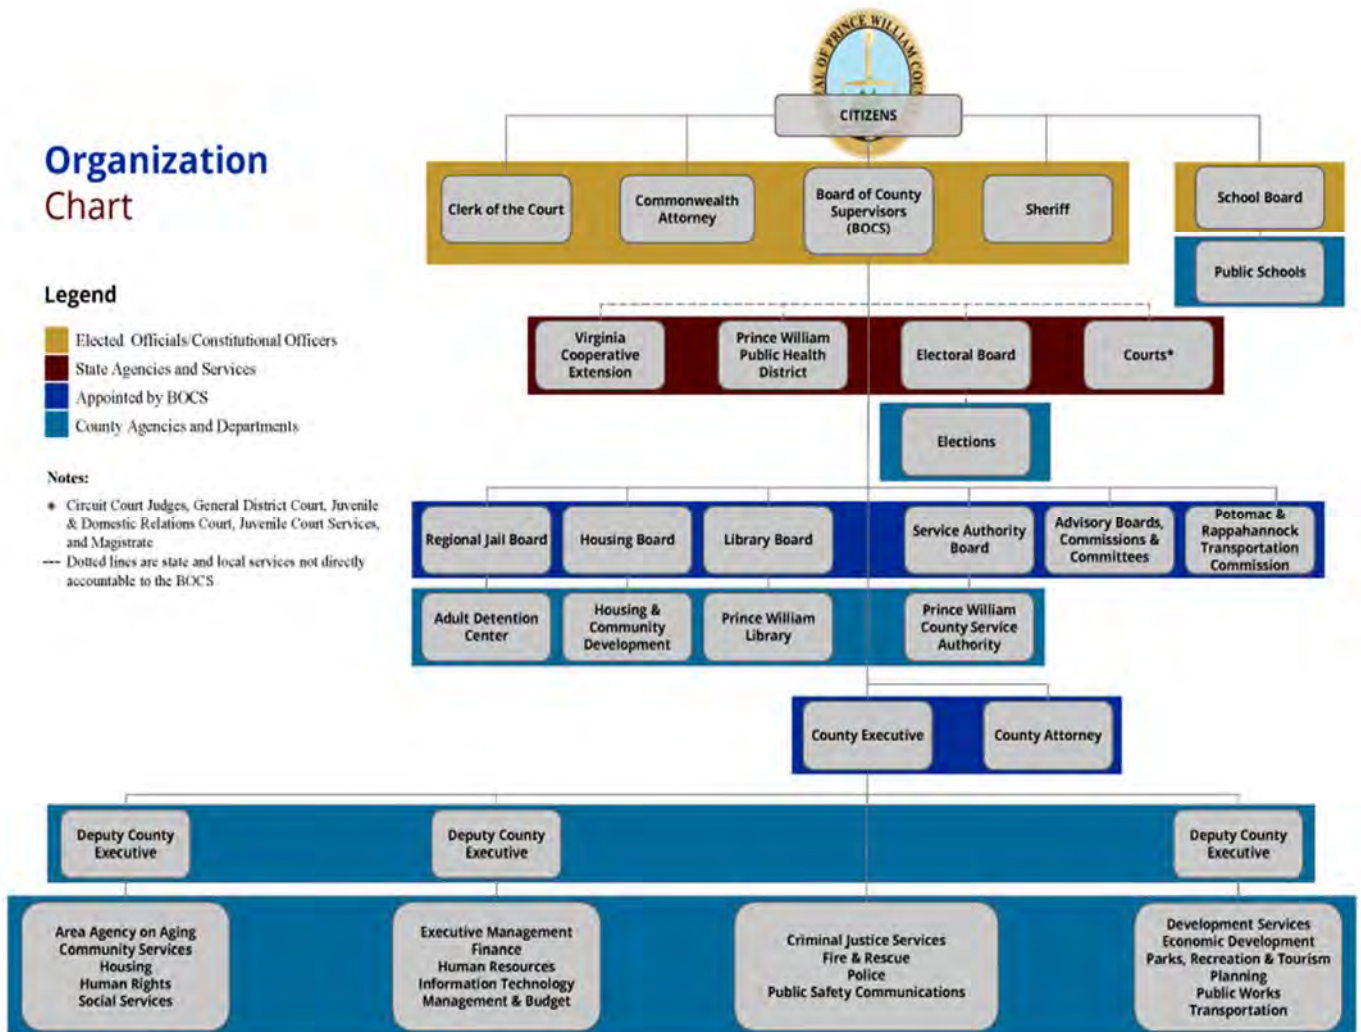 SEAL OF PRINCE WILLIAM COU
CITIZENS
Organization
Chart
Clerk of the Court
Commonwealth
Attorney
Board of County
Supervisors
(BOCS)
Sheriff
School Board
Public Schools
Legend
Elected Officials/Constitutional Officers
State Agencies and Services
Appointed by BOCS
County Agencies and Departments
Virginia
Cooperative
Extension
Prince William
Public Health
District
Electoral Board
Courts*
Elections
Notes:
* Circuit Court Judges, General District Court, Juvenile
& Domestic Relations Court, Juvenile Court Services,
and Magistrate
--- Dotted lines are state and local services not directly
accountable to the BOCS
Regional Jail Board
Housing Board
Library Board
Service Authority
Board
Advisory Boards,
Commissions &
Committees
Potomac &
Rappahannock
Transportation
Commission
Adult Detention
Center
Housing &
Community
Development
Prince William
Library
Prince William
County Service
Authority
County Executive
County Attorney
Deputy County
Executive
Deputy County
Executive
Deputy County
Executive
Area Agency on Aging
Community Services
Housing
Human Rights
Social Services
Executive Management
Finance
Human Resources
Information Technology
Management & Budget
Criminal Justice Services
Fire & Rescue
Police
Public Safety Communications
Development Services
Economic Development
Parks, Recreation & Tourism
Planning
Public Works
Transportation